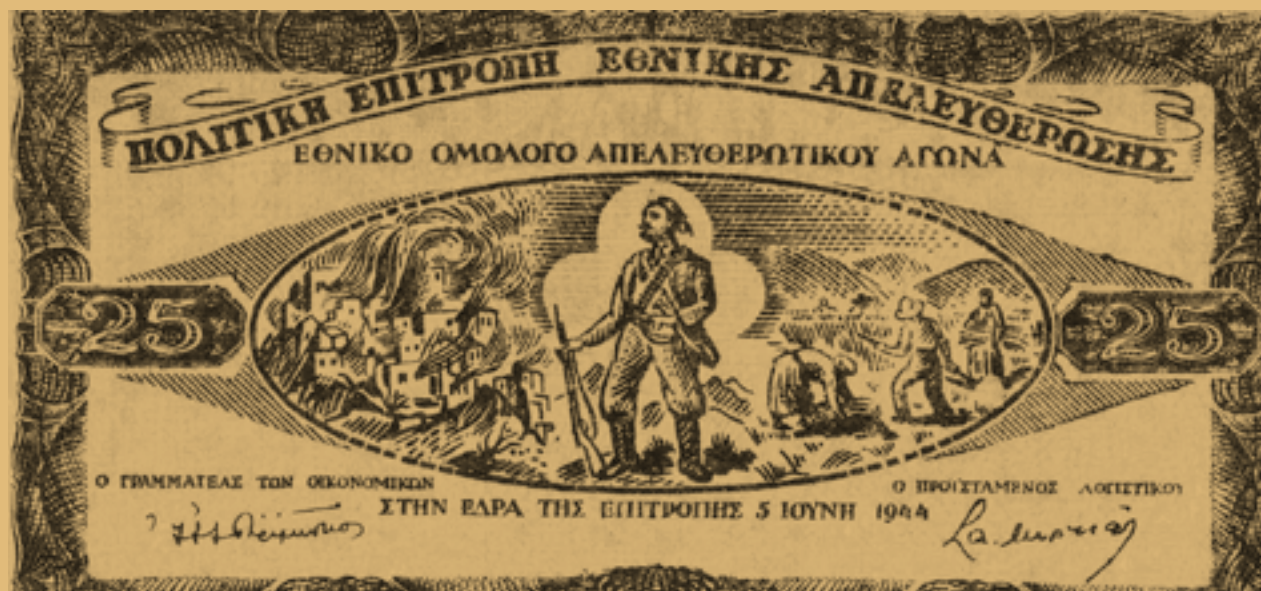 ΠΟΛΙΤΙΚΗ ΕΠΙΤΡΟΠΗ ΕΘΝΙΚΗΣ ΑΠΕΛΕΥΘΕΡΩΣΗΣ
ΕΘΝΙΚΟ ΟΜΟΛΟΓΟ ΑΠΕΛΕΥΘΕΡΩΤΙΚΟΥ ΑΓΩΝΑ
25 25
Ο ΓΡΑΜΜΑΤΕΑΣ ΤΩΝ ΟΙΚΟΝΟΜΙΚΩΝ
Ο ΠΡΟΪΣΤΑΜΕΝΟΣ ΛΟΓΙΣΤΙΚΟΥ
ΣΤΗΝ ΕΔΡΑ ΤΗΣ ΕΠΙΤΡΟΠΗΣ 5 ΙΟΥΝΗ 1944